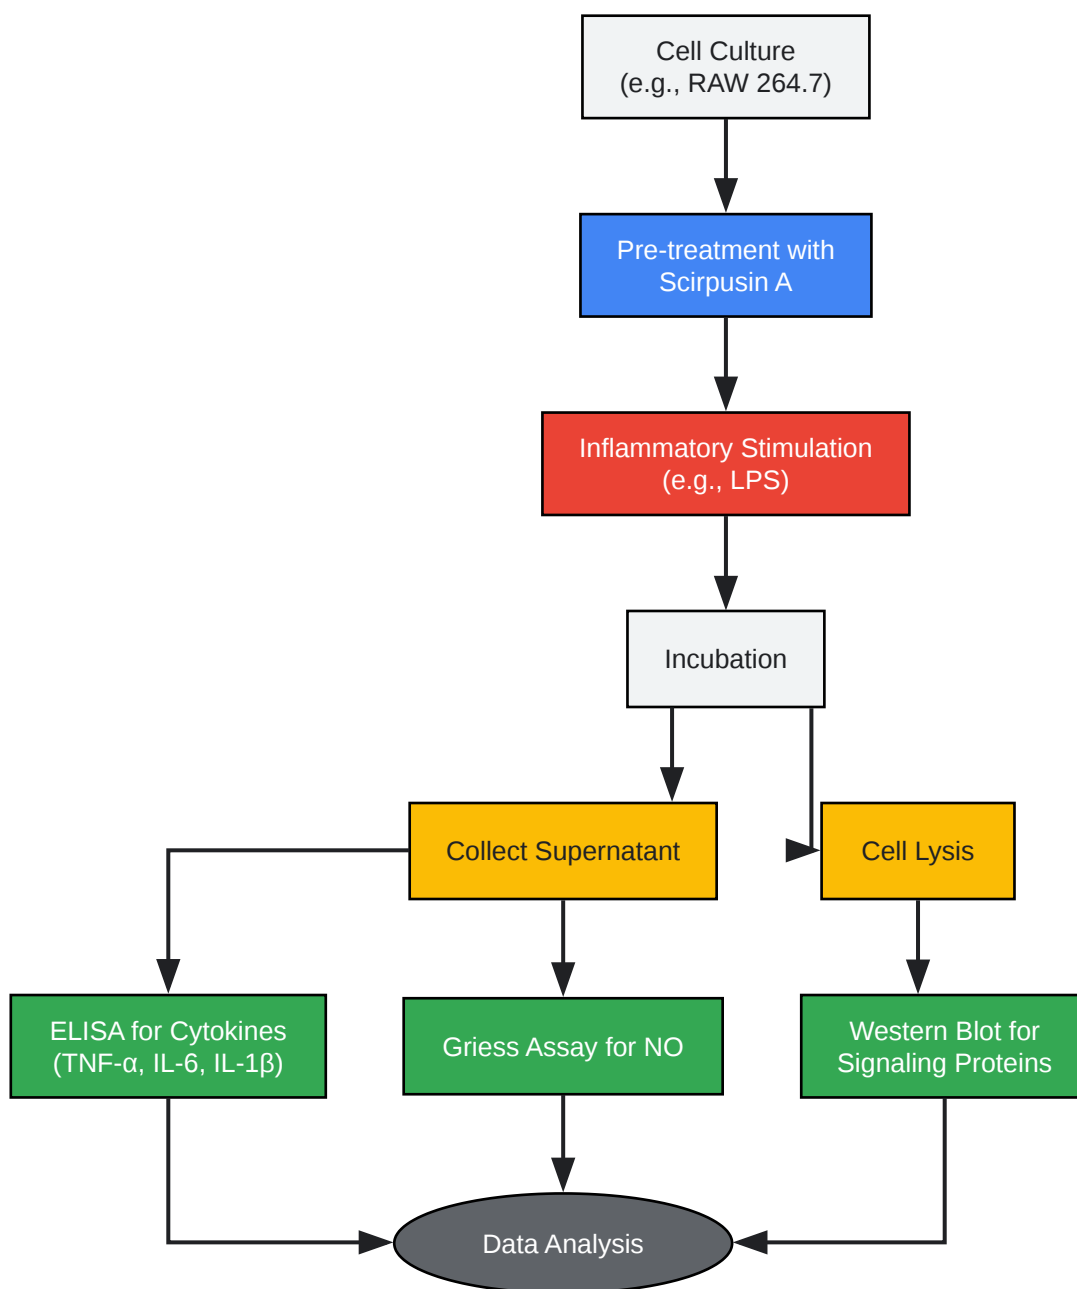 Cell Culture
(e.g., RAW 264.7)
Pre-treatment with
Scirpusin A
Inflammatory Stimulation
(e.g., LPS)
Incubation
Collect Supernatant
Cell Lysis
ELISA for Cytokines
(TNF-α, IL-6, IL-1β)
Griess Assay for NO
Western Blot for
Signaling Proteins
Data Analysis